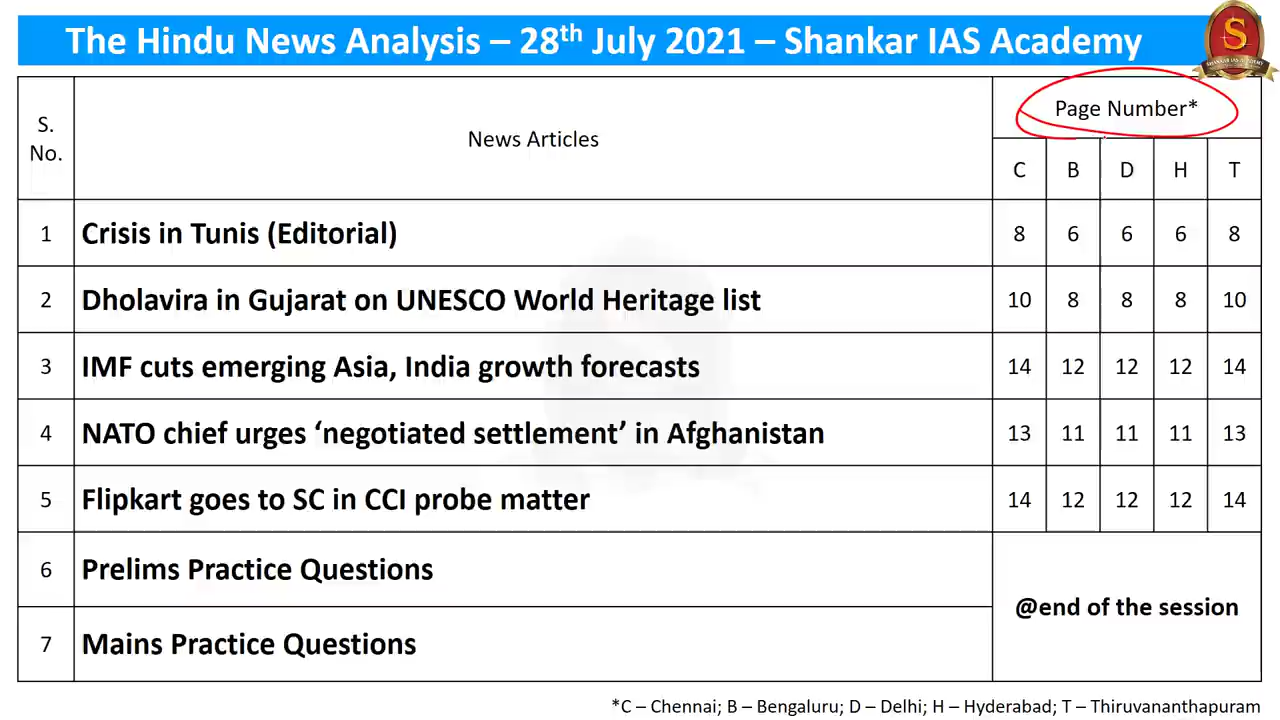 The Hindu News Analysis – 28th July 2021 – Shankar IAS Academy
S
SHANKAR IAS ACADEMY
S. No. News Articles Page Number*
C B D H T
1 Crisis in Tunis (Editorial) 8 6 6 6 8
2 Dholavira in Gujarat on UNESCO World Heritage list 10 8 8 8 10
3 IMF cuts emerging Asia, India growth forecasts 14 12 12 12 14
4 NATO chief urges ‘negotiated settlement’ in Afghanistan 13 11 11 11 13
5 Flipkart goes to SC in CCI probe matter 14 12 12 12 14
6 Prelims Practice Questions
@end of the session
7 Mains Practice Questions
*C – Chennai; B – Bengaluru; D – Delhi; H – Hyderabad; T – Thiruvananthapuram